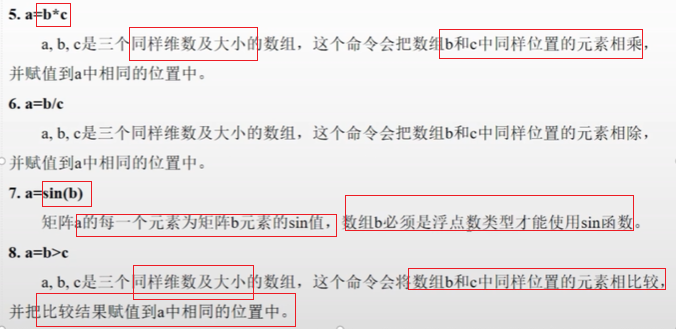 5. a=b*c
a, b, c是三个同样维数及大小的数组，这个命令会把数组b和c中同样位置的元素相乘，
并赋值到a中相同的位置中。
6. a=b/c
a, b, c是三个同样维数及大小的数组，这个命令会把数组b和c中同样位置的元素相除，
并赋值到a中相同的位置中。
7. a=sin(b)
矩阵a的每一个元素为矩阵b元素的sin值，数组b必须是浮点数类型才能使用sin函数。
8. a=b>c
a, b, c是三个同样维数及大小的数组，这个命令会将数组b和c中同样位置的元素相比较，
并把比较结果赋值到a中相同的位置中。